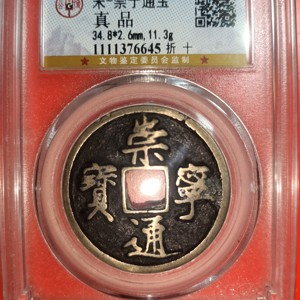 宋-崇宁通宝
真品
34.8*2.6mm,11.3g
1111376645 折十
★★文物鉴定委员会监制★★
崇
寧
通
寶